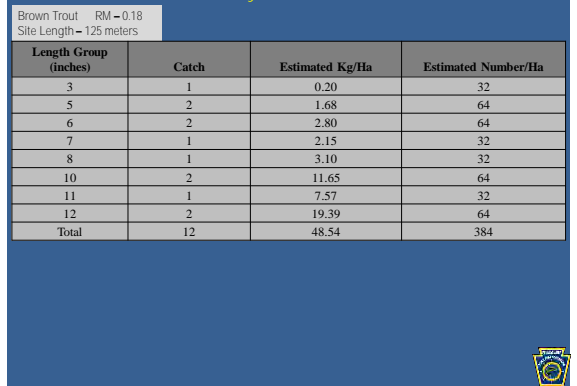 Brown Trout RM – 0.18
Site Length – 125 meters
Length Group (inches) Catch Estimated Kg/Ha Estimated Number/Ha
3 1 0.20 32
5 2 1.68 64
6 2 2.80 64
7 1 2.15 32
8 1 3.10 32
10 2 11.65 64
11 1 7.57 32
12 2 19.39 64
Total 12 48.54 384